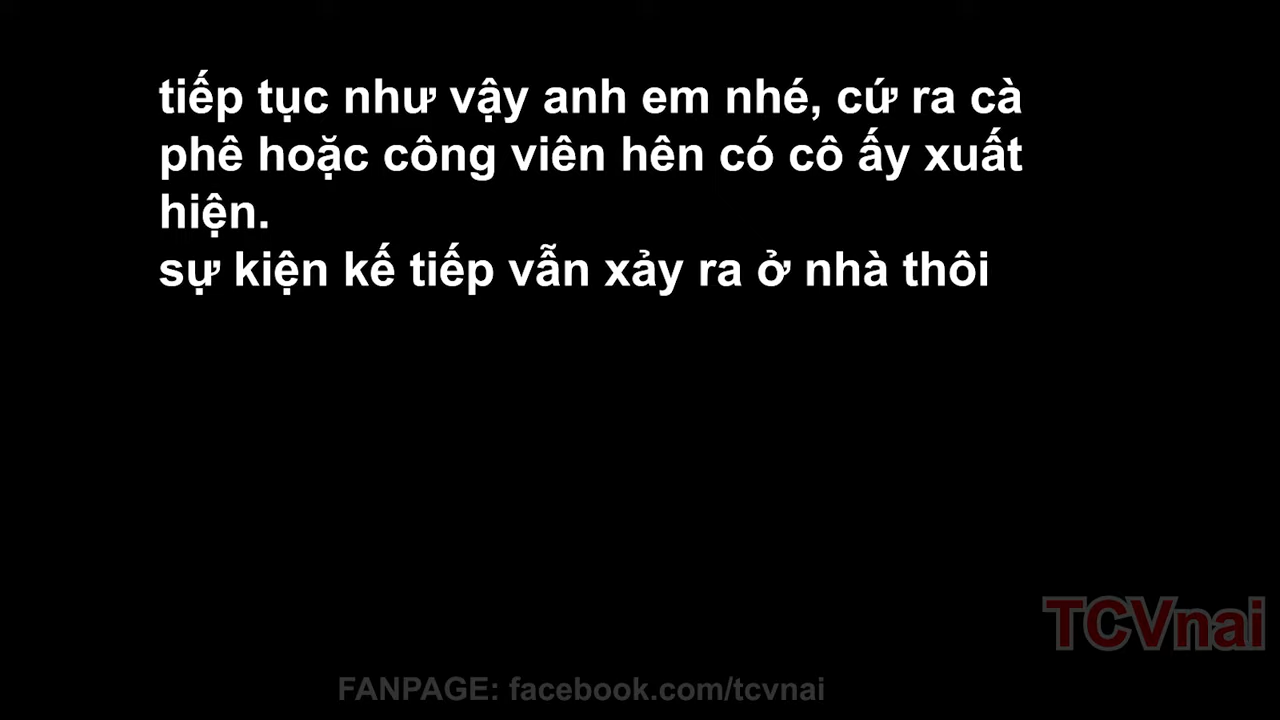 tiếp tục như vậy anh em nhé, cứ ra cà
phê hoặc công viên hên có cô ấy xuất
hiện.
sự kiện kế tiếp vẫn xảy ra ở nhà thôi
TCVnai
FANPAGE: facebook.com/tcvnai